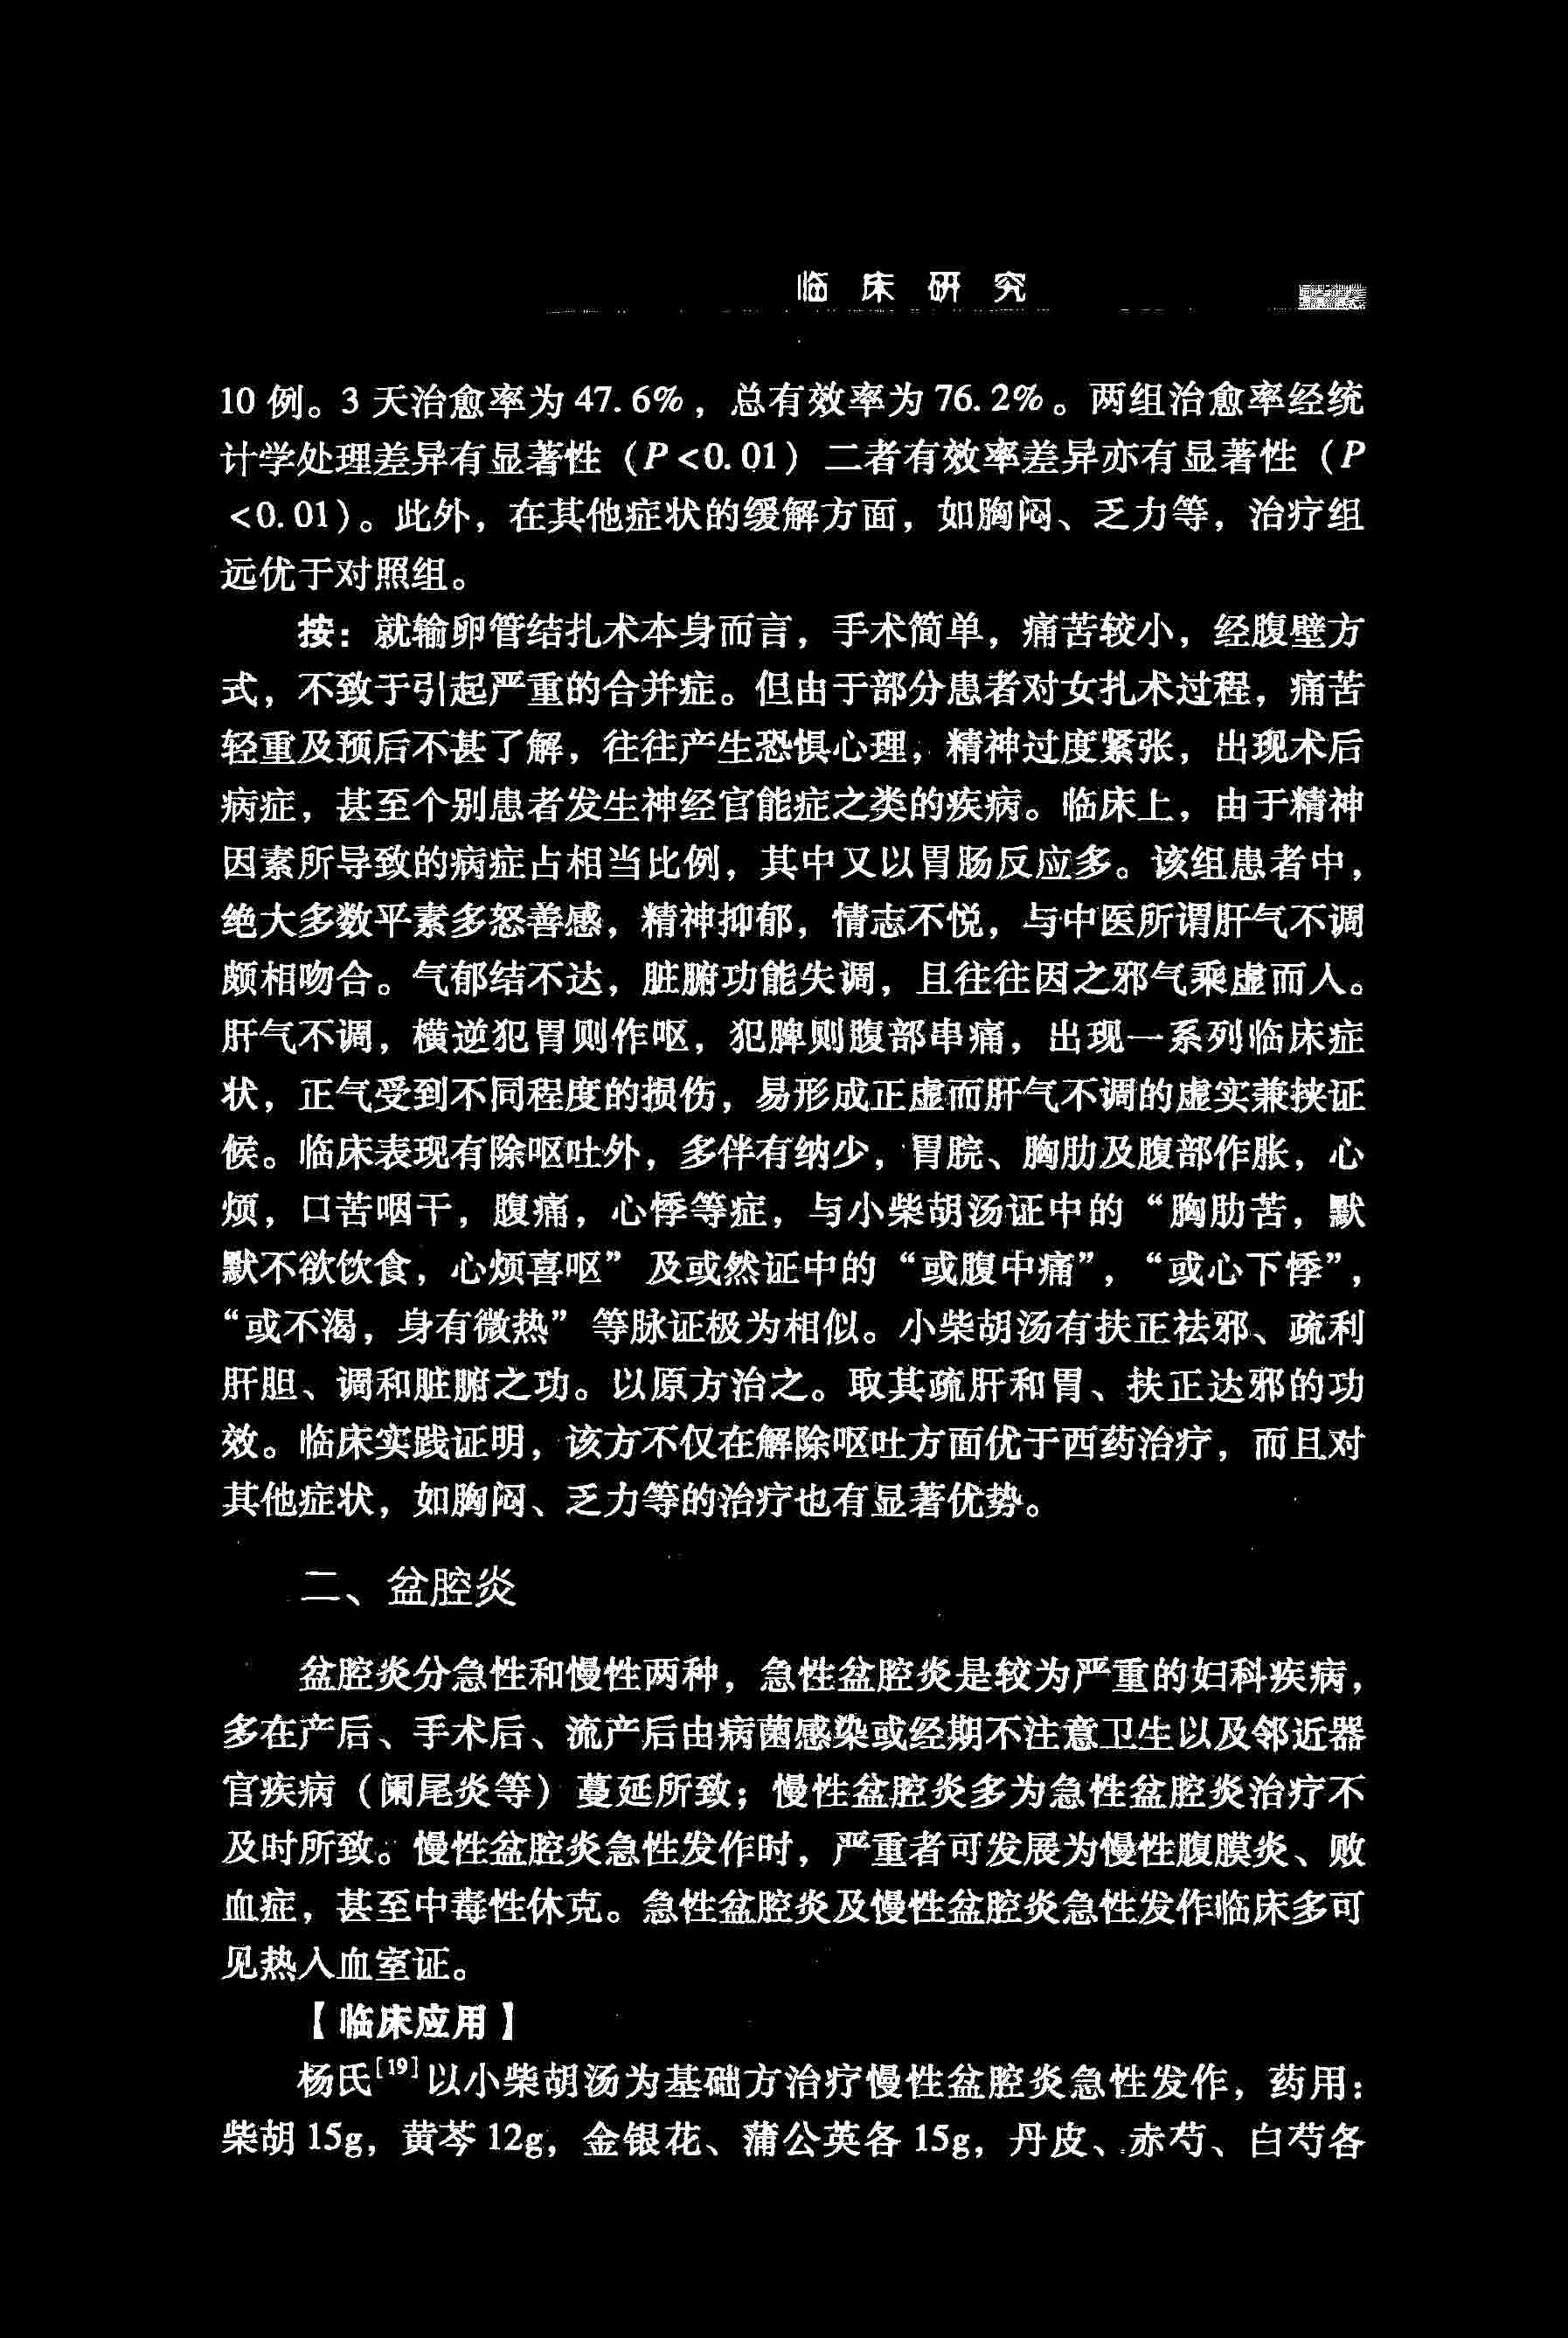 临床研究
10 例。3 天治愈率为 47.6%，总有效率为 76.2%。两组治愈率经统
计学处理差异有显著性（P<0.01）二者有效率差异亦有显著性（P
<0.01）。此外，在其他症状的缓解方面，如胸闷、乏力等，治疗组
远优于对照组。
按：就输卵管结扎术本身而言，手术简单，痛苦较小，经腹壁方
式，不致于引起严重的合并症。但由于部分患者对女扎术过程，痛苦
轻重及预后不甚了解，往往产生恐惧心理，精神过度紧张，出现术后
病症，甚至个别患者发生神经官能症之类的疾病。临床上，由于精神
因素所导致的病症占相当比例，其中又以胃肠反应多。该组患者中，
绝大多数平素多怒善感，精神抑郁，情志不悦，与中医所谓肝气不调
颇相吻合。气郁结不达，脏腑功能失调，且往往因之邪气乘虚而入。
肝气不调，横逆犯胃则作呕，犯脾则腹部串痛，出现一系列临床症
状，正气受到不同程度的损伤，易形成正虚而肝气不调的虚实兼挟证
候。临床表现有除呕吐外，多伴有纳少，胃脘、胸肋及腹部作胀，心
烦，口苦咽干，腹痛，心悸等症，与小柴胡汤证中的“胸肋苦，默
默不欲饮食，心烦喜呕”及或然证中的“或腹中痛”，“或心下悸”，
“或不渴，身有微热”等脉证极为相似。小柴胡汤有扶正祛邪、疏利
肝胆、调和脏腑之功。以原方治之。取其疏肝和胃、扶正达邪的功
效。临床实践证明，该方不仅在解除呕吐方面优于西药治疗，而且对
其他症状，如胸闷、乏力等的治疗也有显著优势。
二、盆腔炎
盆腔炎分急性和慢性两种，急性盆腔炎是较为严重的妇科疾病，
多在产后、手术后、流产后由病菌感染或经期不注意卫生以及邻近器
官疾病（阑尾炎等）蔓延所致；慢性盆腔炎多为急性盆腔炎治疗不
及时所致。慢性盆腔炎急性发作时，严重者可发展为慢性腹膜炎、败
血症，甚至中毒性休克。急性盆腔炎及慢性盆腔炎急性发作临床多可
见热入血室证。
【临床应用】
杨氏[19]以小柴胡汤为基础方治疗慢性盆腔炎急性发作，药用：
柴胡 15g，黄芩 12g，金银花、蒲公英各 15g，丹皮、赤芍、白芍各